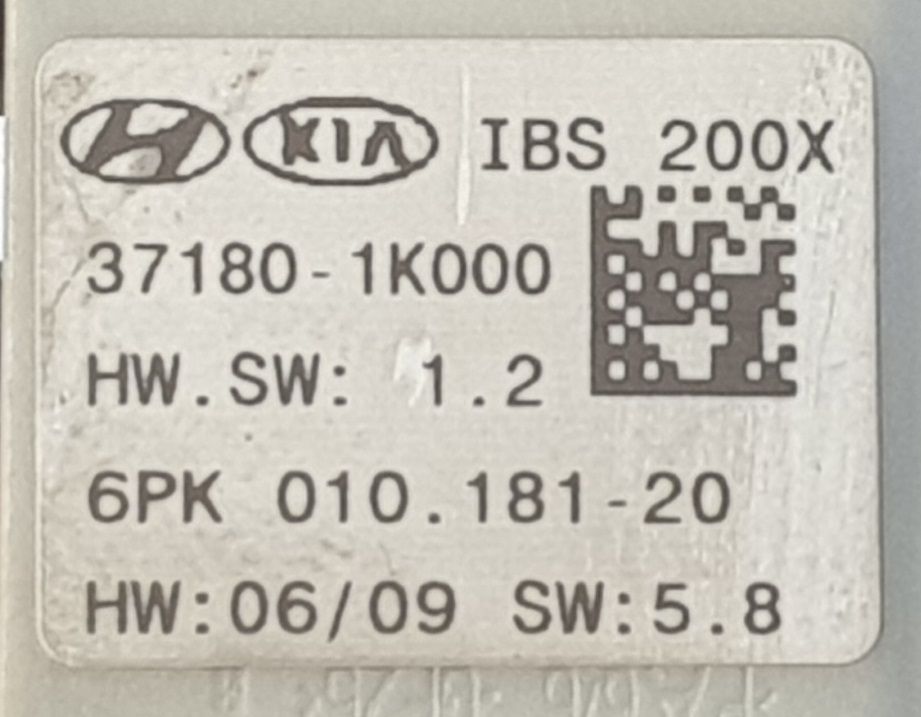 KIA IBS 200X
37180-1K000
HW.SW: 1.2
6PK 010.181-20
HW:06/09 SW:5.8